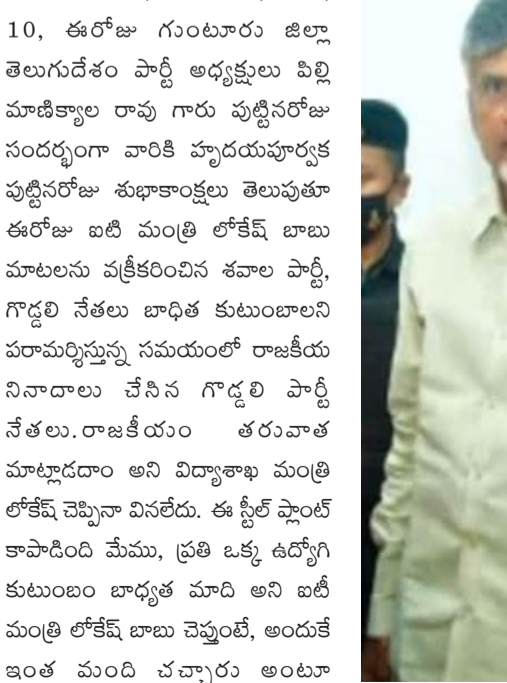 10, ఈరోజు గుంటూరు జిల్లా
తెలుగుదేశం పార్టీ అధ్యక్షులు పిల్లి
మాణిక్యాల రావు గారు పుట్టినరోజు
సందర్భంగా వారికి హృదయపూర్వక
పుట్టినరోజు శుభాకాంక్షలు తెలుపుతూ
ఈరోజు ఐటి మంత్రి లోకేష్ బాబు
మాటలను వక్రీకరించిన శవాల పార్టీ,
గొడ్డలి నేతలు బాధిత కుటుంబాలని
పరామర్శిస్తున్న సమయంలో రాజకీయ
నినాదాలు చేసిన గొడ్డలి పార్టీ
నేతలు.రాజకీయం తరువాత
మాట్లాడదాం అని విద్యాశాఖ మంత్రి
లోకేష్ చెప్పినా వినలేదు. ఈ స్టీల్ ప్లాంట్
కాపాడింది మేము, ప్రతి ఒక్క ఉద్యోగి
కుటుంబం బాధ్యత మాది అని ఐటీ
మంత్రి లోకేష్ బాబు చెప్తుంటే, అందుకే
ఇంత మంది చచ్చారు అంటూ